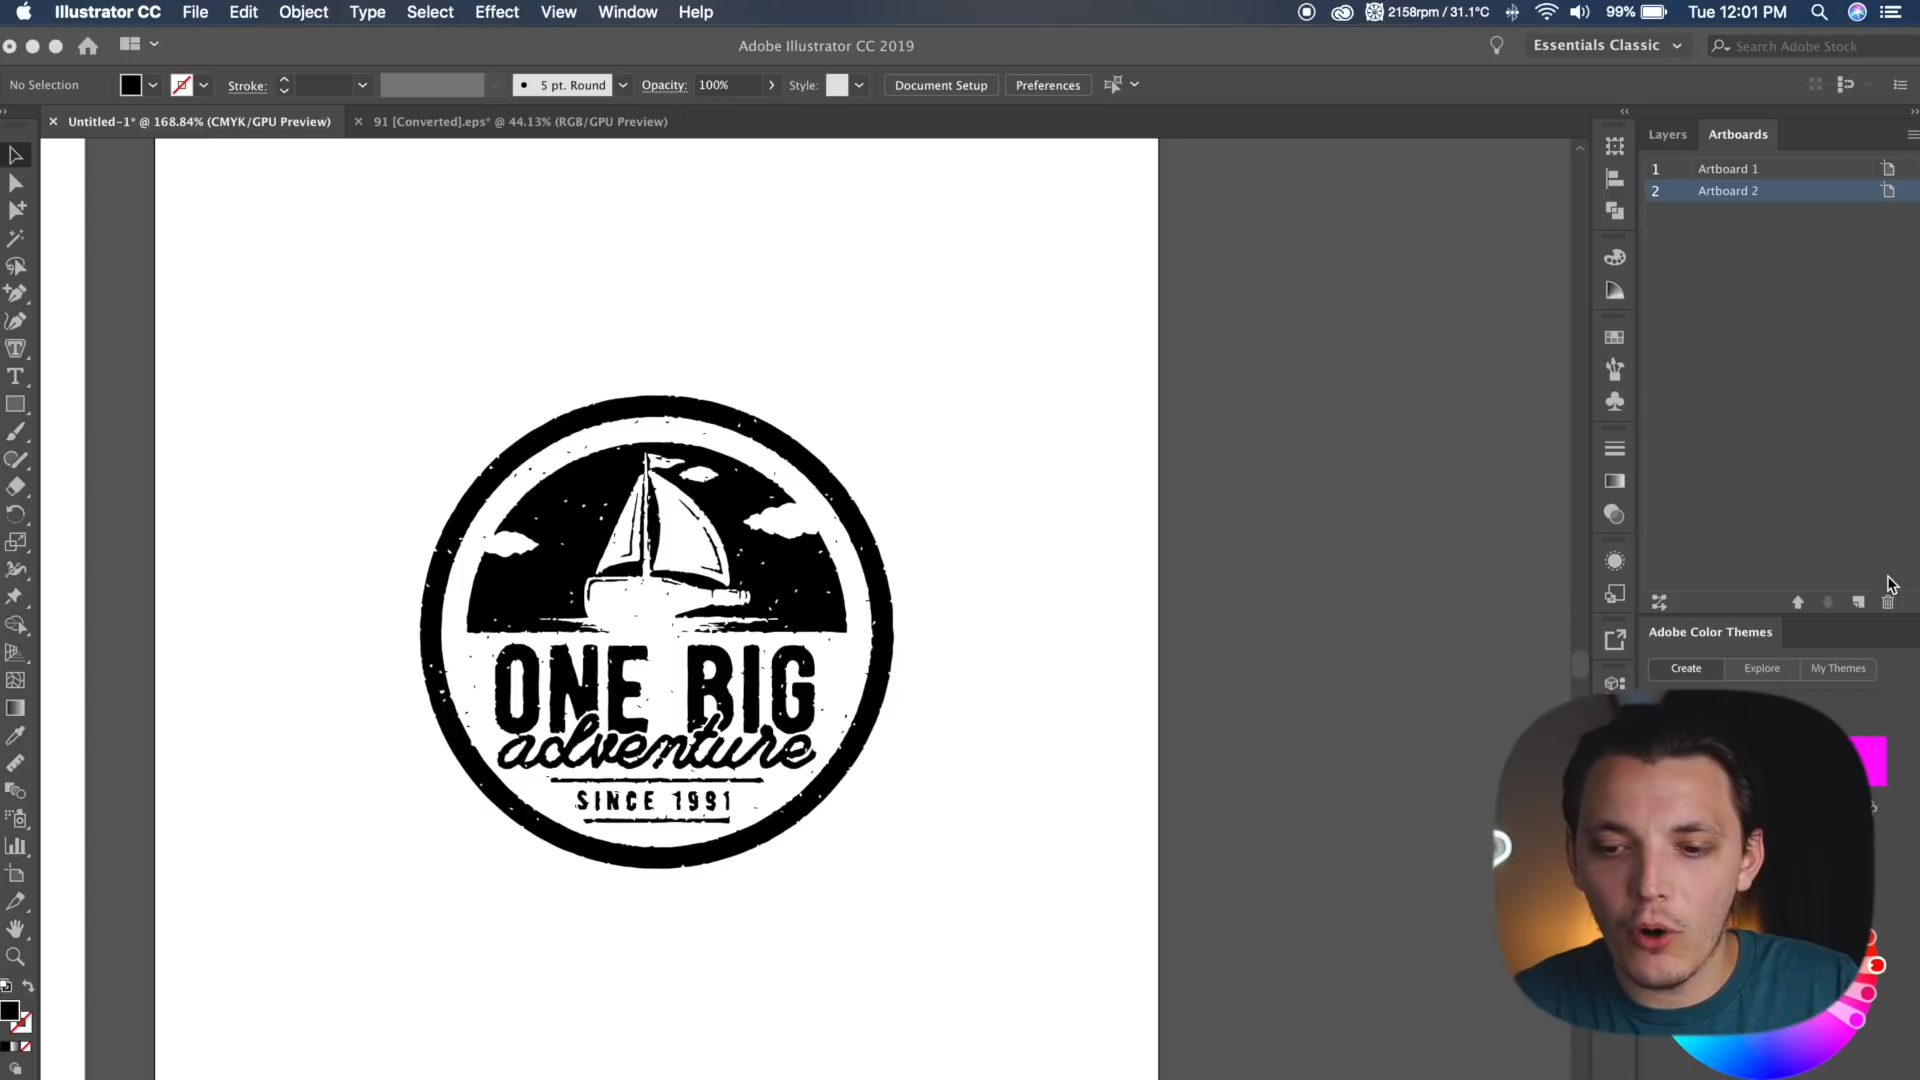 Illustrator CC File Edit Object Type Select Effect View Window Help 2158rpm / 31.1°C 99% Tue 12:01 PM
Adobe Illustrator CC 2019 Essentials Classic Search Adobe Stock
No Selection Stroke: 5 pt. Round Opacity: 100% Style: Document Setup Preferences
Untitled-1* @ 168.84% (CMYK/GPU Preview) 91 [Converted].eps* @ 44.13% (RGB/GPU Preview)
Layers Artboards
1 Artboard 1
2 Artboard 2
Adobe Color Themes
Create Explore My Themes
ONE BIG
adventure
SINCE 1991